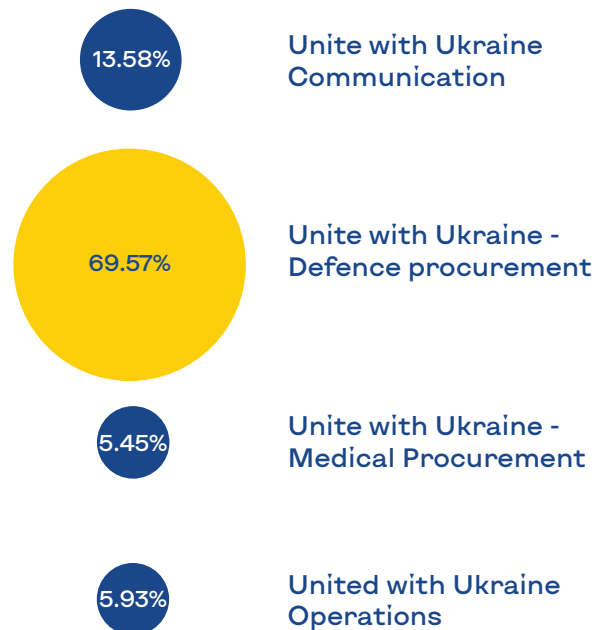 13.58%
Unite with Ukraine
Communication
69.57%
Unite with Ukraine -
Defence procurement
5.45%
Unite with Ukraine -
Medical Procurement
5.93%
United with Ukraine
Operations